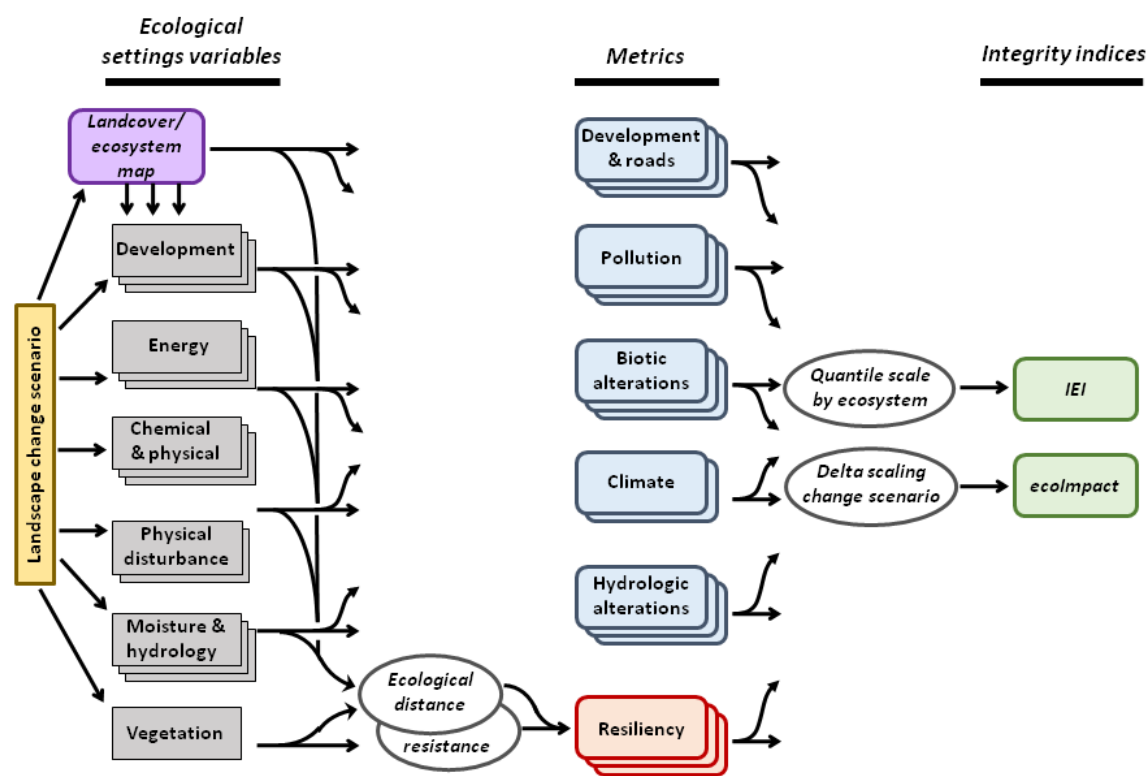 Ecological
settings variables
Metrics
Integrity indices
Landcover/
ecosystem
map
Landscape change scenario
Development
Energy
Chemical
& physical
Physical
disturbance
Moisture &
hydrology
Vegetation
Ecological
distance
resistance
Development
& roads
Pollution
Biotic
alterations
Climate
Hydrologic
alterations
Resiliency
Quantile scale
by ecosystem
Delta scaling
change scenario
IEI
ecoImpact